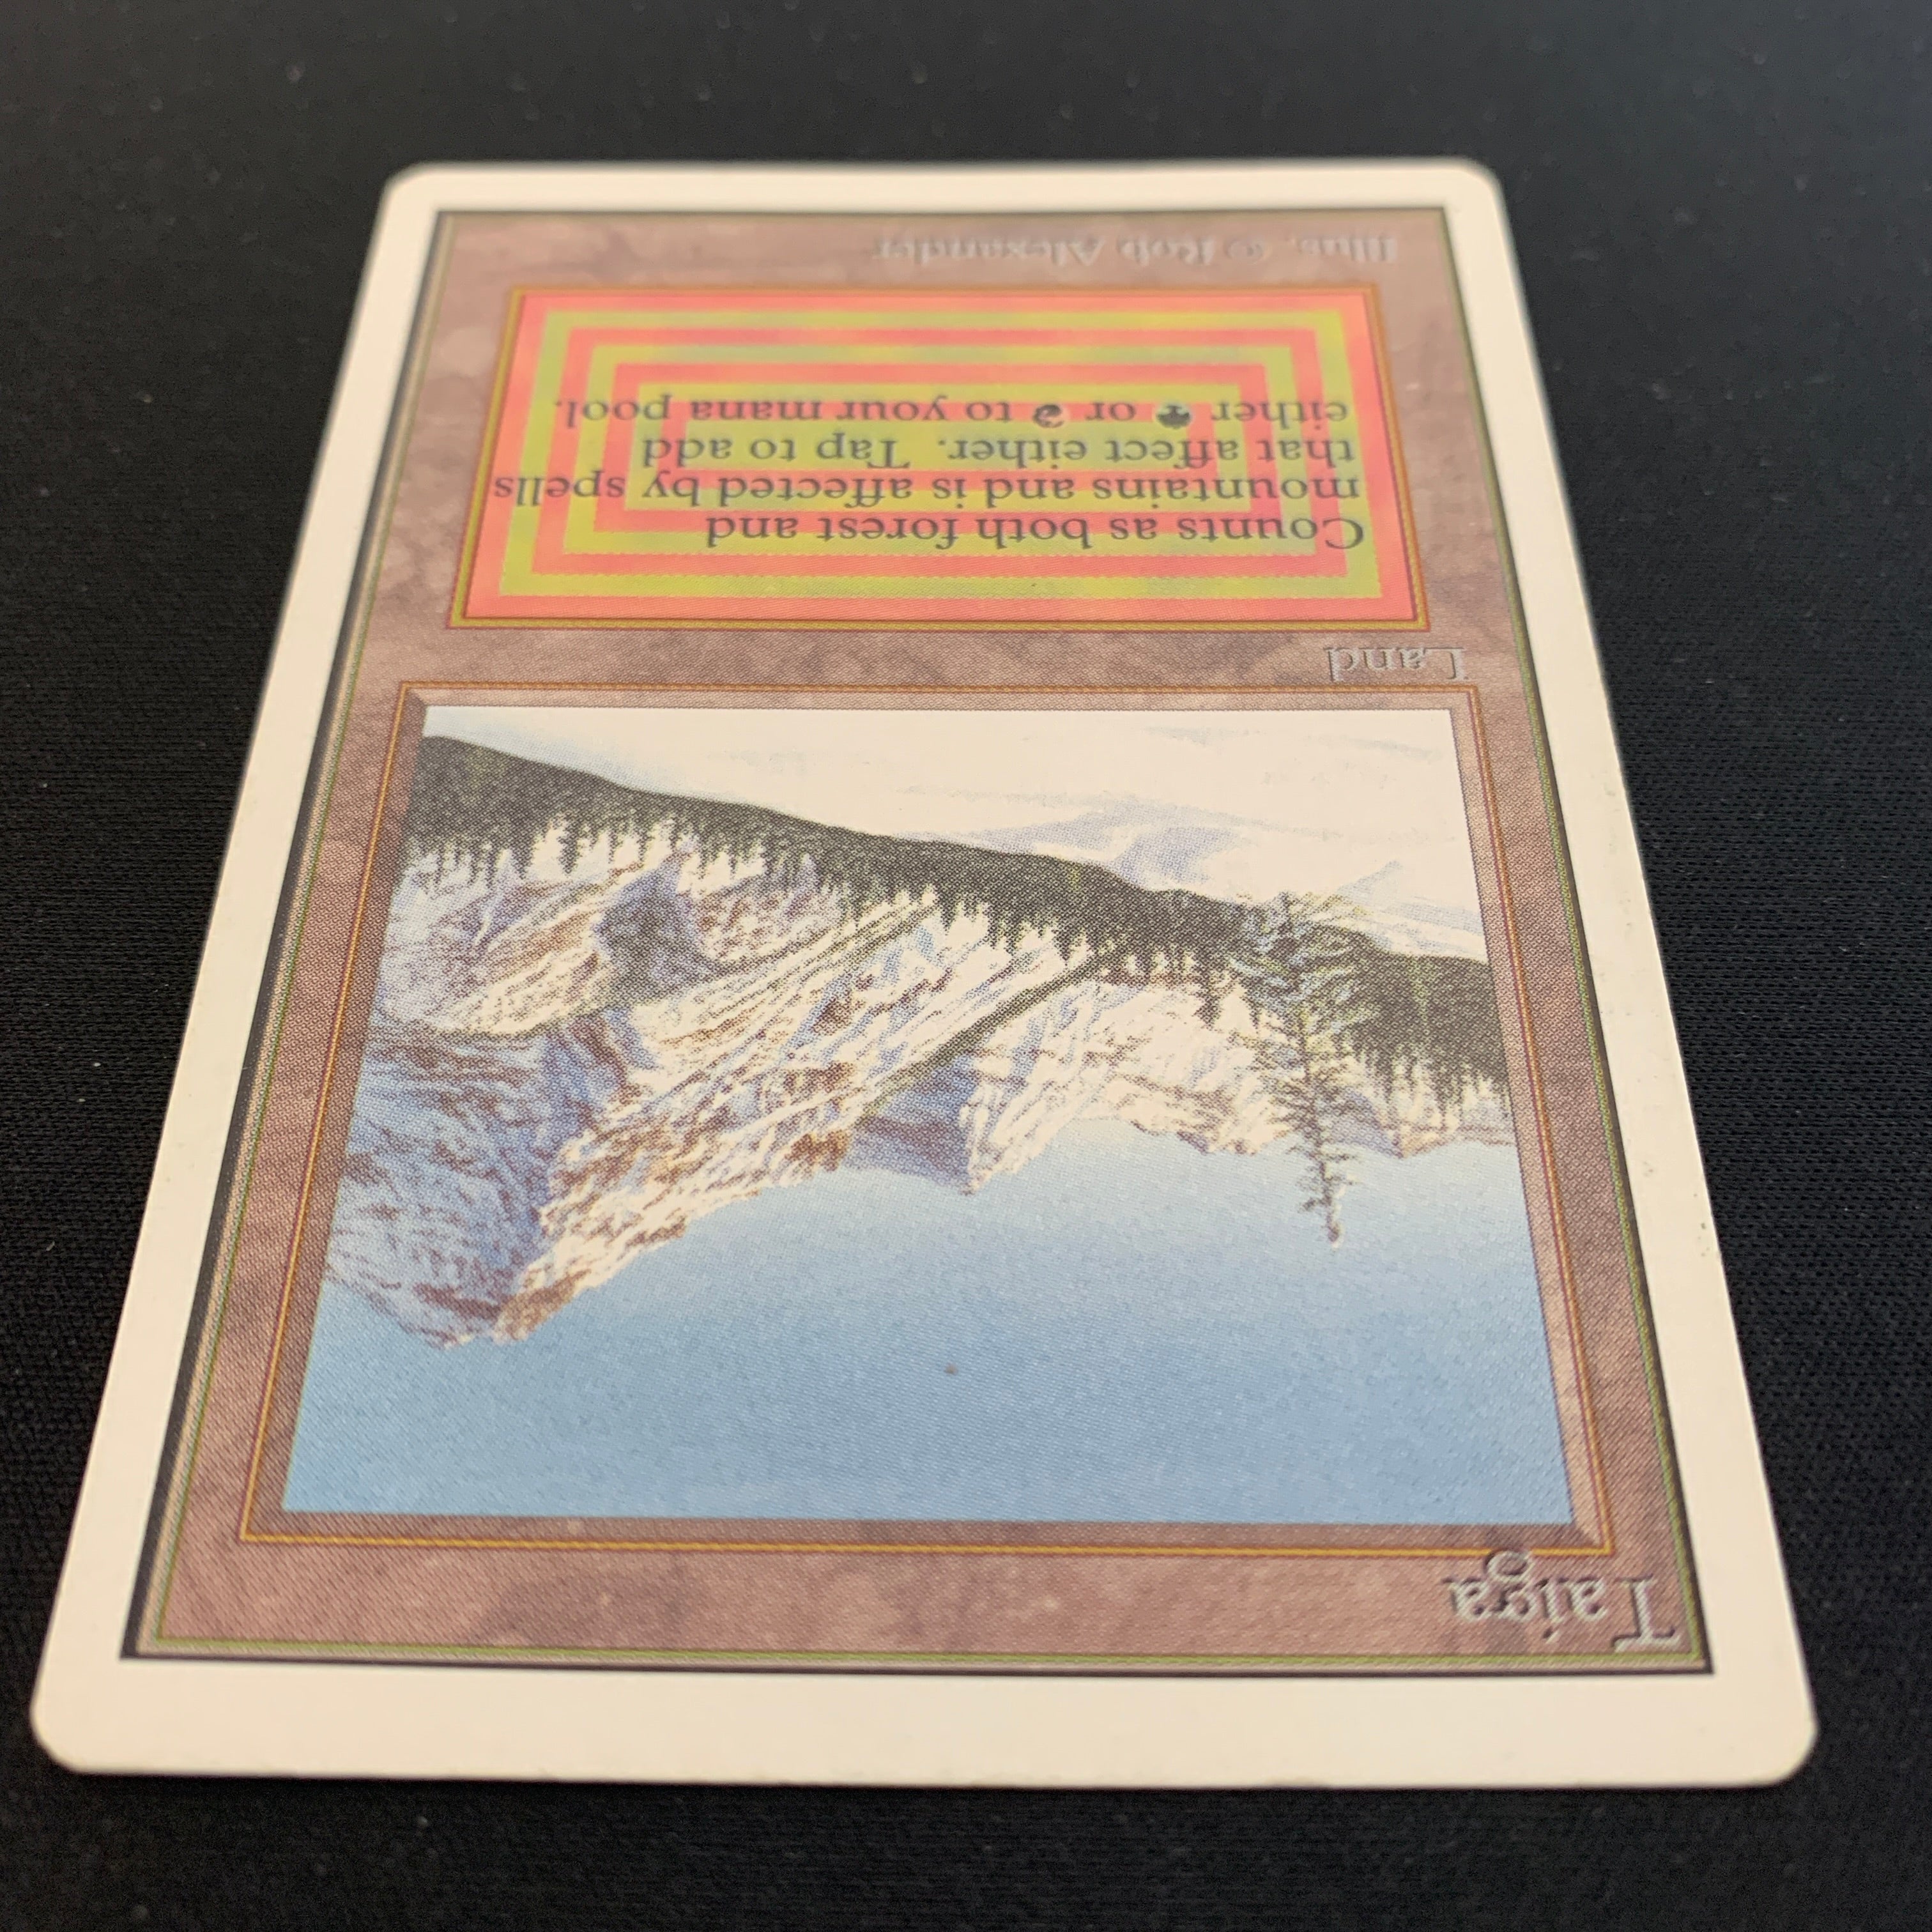 Taiga
Land
Counts as both forest and
mountains and is affected by spells
that affect either. Tap to add
either or to your mana pool.
Illus. © Rob Alexander